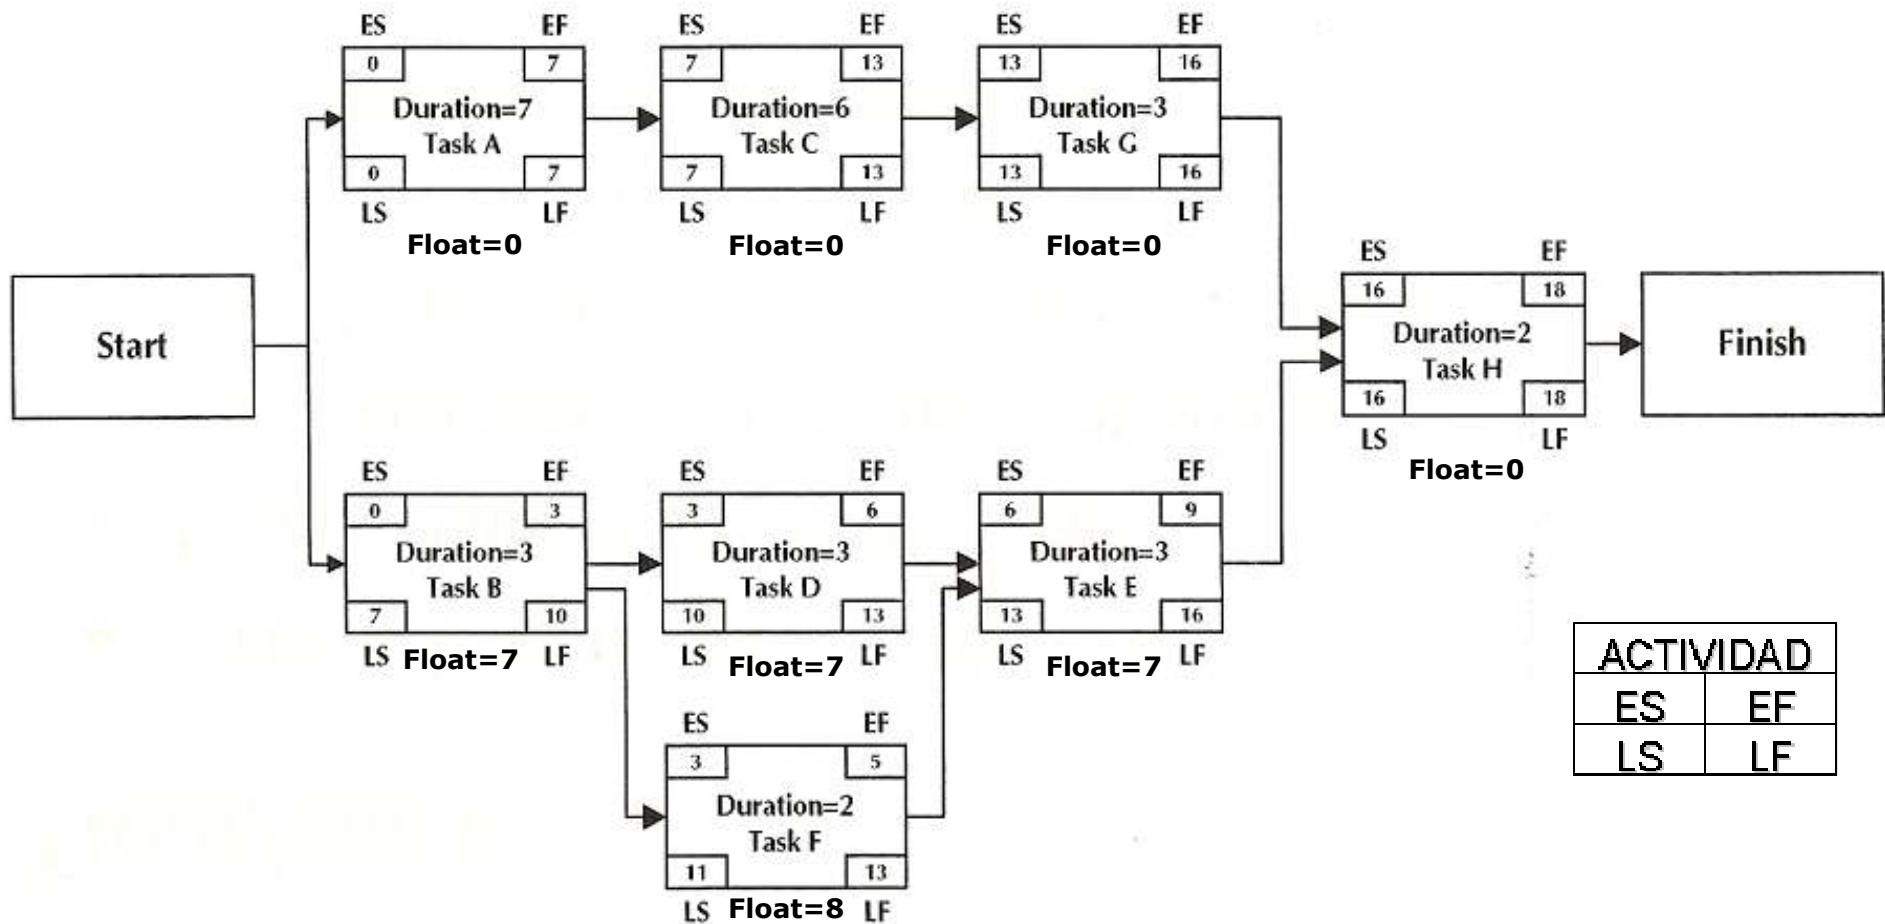 ES EF
0 7
Duration=7
Task A
0 7
LS LF
Float=0
ES EF
7 13
Duration=6
Task C
7 13
LS LF
Float=0
ES EF
13 16
Duration=3
Task G
13 16
LS LF
Float=0
Start
ES EF
16 18
Duration=2
Task H
16 18
LS LF
Float=0
Finish
ES EF
0 3
Duration=3
Task B
7 10
LS Float=7 LF
ES EF
3 6
Duration=3
Task D
10 13
LS Float=7 LF
ES EF
6 9
Duration=3
Task E
13 16
LS Float=7 LF
ES EF
3 5
Duration=2
Task F
11 13
LS Float=8 LF
ACTIVIDAD
ES EF
LS LF